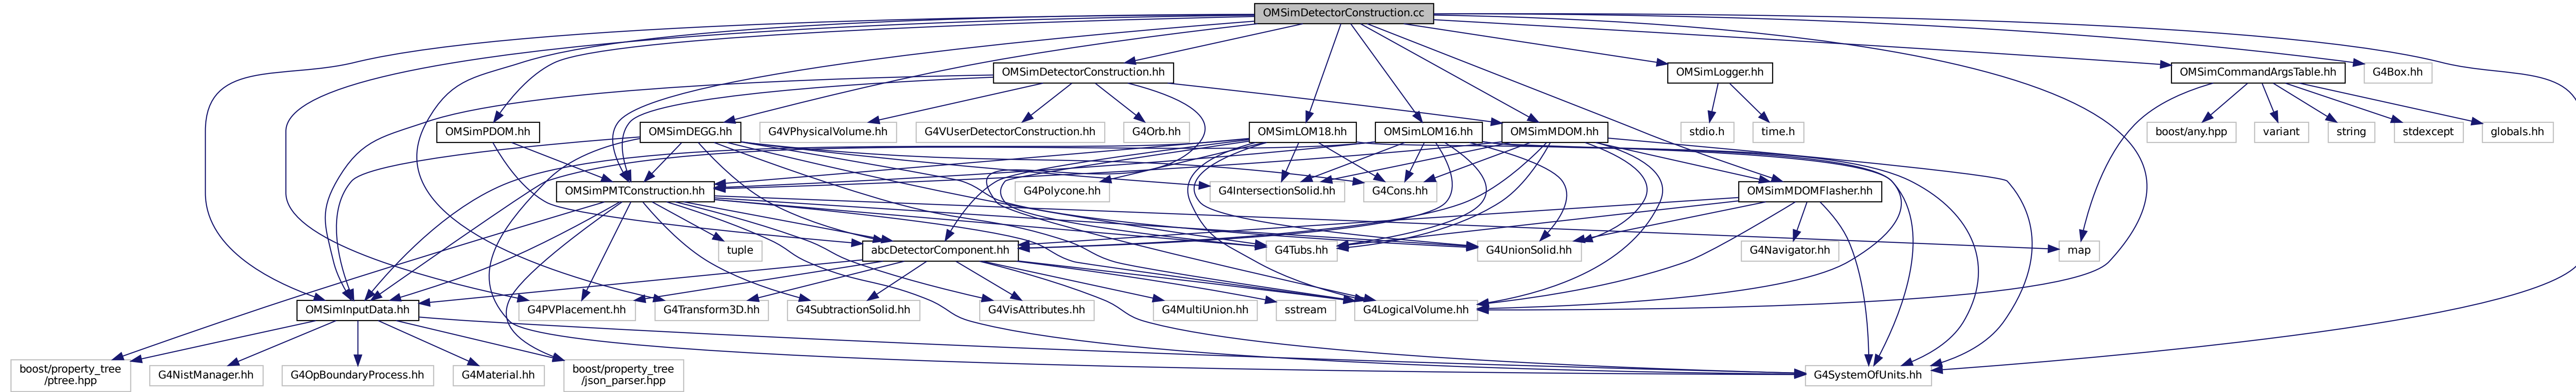 OMSimDetectorConstruction.cc
OMSimDetectorConstruction.hh
OMSimLogger.hh
OMSimCommandArgsTable.hh
G4Box.hh
OMSimPDOM.hh
OMSimDEGG.hh
G4VPhysicalVolume.hh
G4VUserDetectorConstruction.hh
G4Orb.hh
OMSimLOM18.hh
OMSimLOM16.hh
OMSimMDOM.hh
stdio.h
time.h
boost/any.hpp
variant
string
stdexcept
globals.hh
OMSimPMTConstruction.hh
G4Polycone.hh
G4IntersectionSolid.hh
G4Cons.hh
OMSimMDOMFlasher.hh
tuple
abcDetectorComponent.hh
G4Tubs.hh
G4UnionSolid.hh
G4Navigator.hh
map
OMSimInputData.hh
G4PVPlacement.hh
G4Transform3D.hh
G4SubtractionSolid.hh
G4VisAttributes.hh
G4MultiUnion.hh
sstream
G4LogicalVolume.hh
boost/property_tree
/ptree.hpp
G4NistManager.hh
G4OpBoundaryProcess.hh
G4Material.hh
boost/property_tree
/json_parser.hpp
G4SystemOfUnits.hh